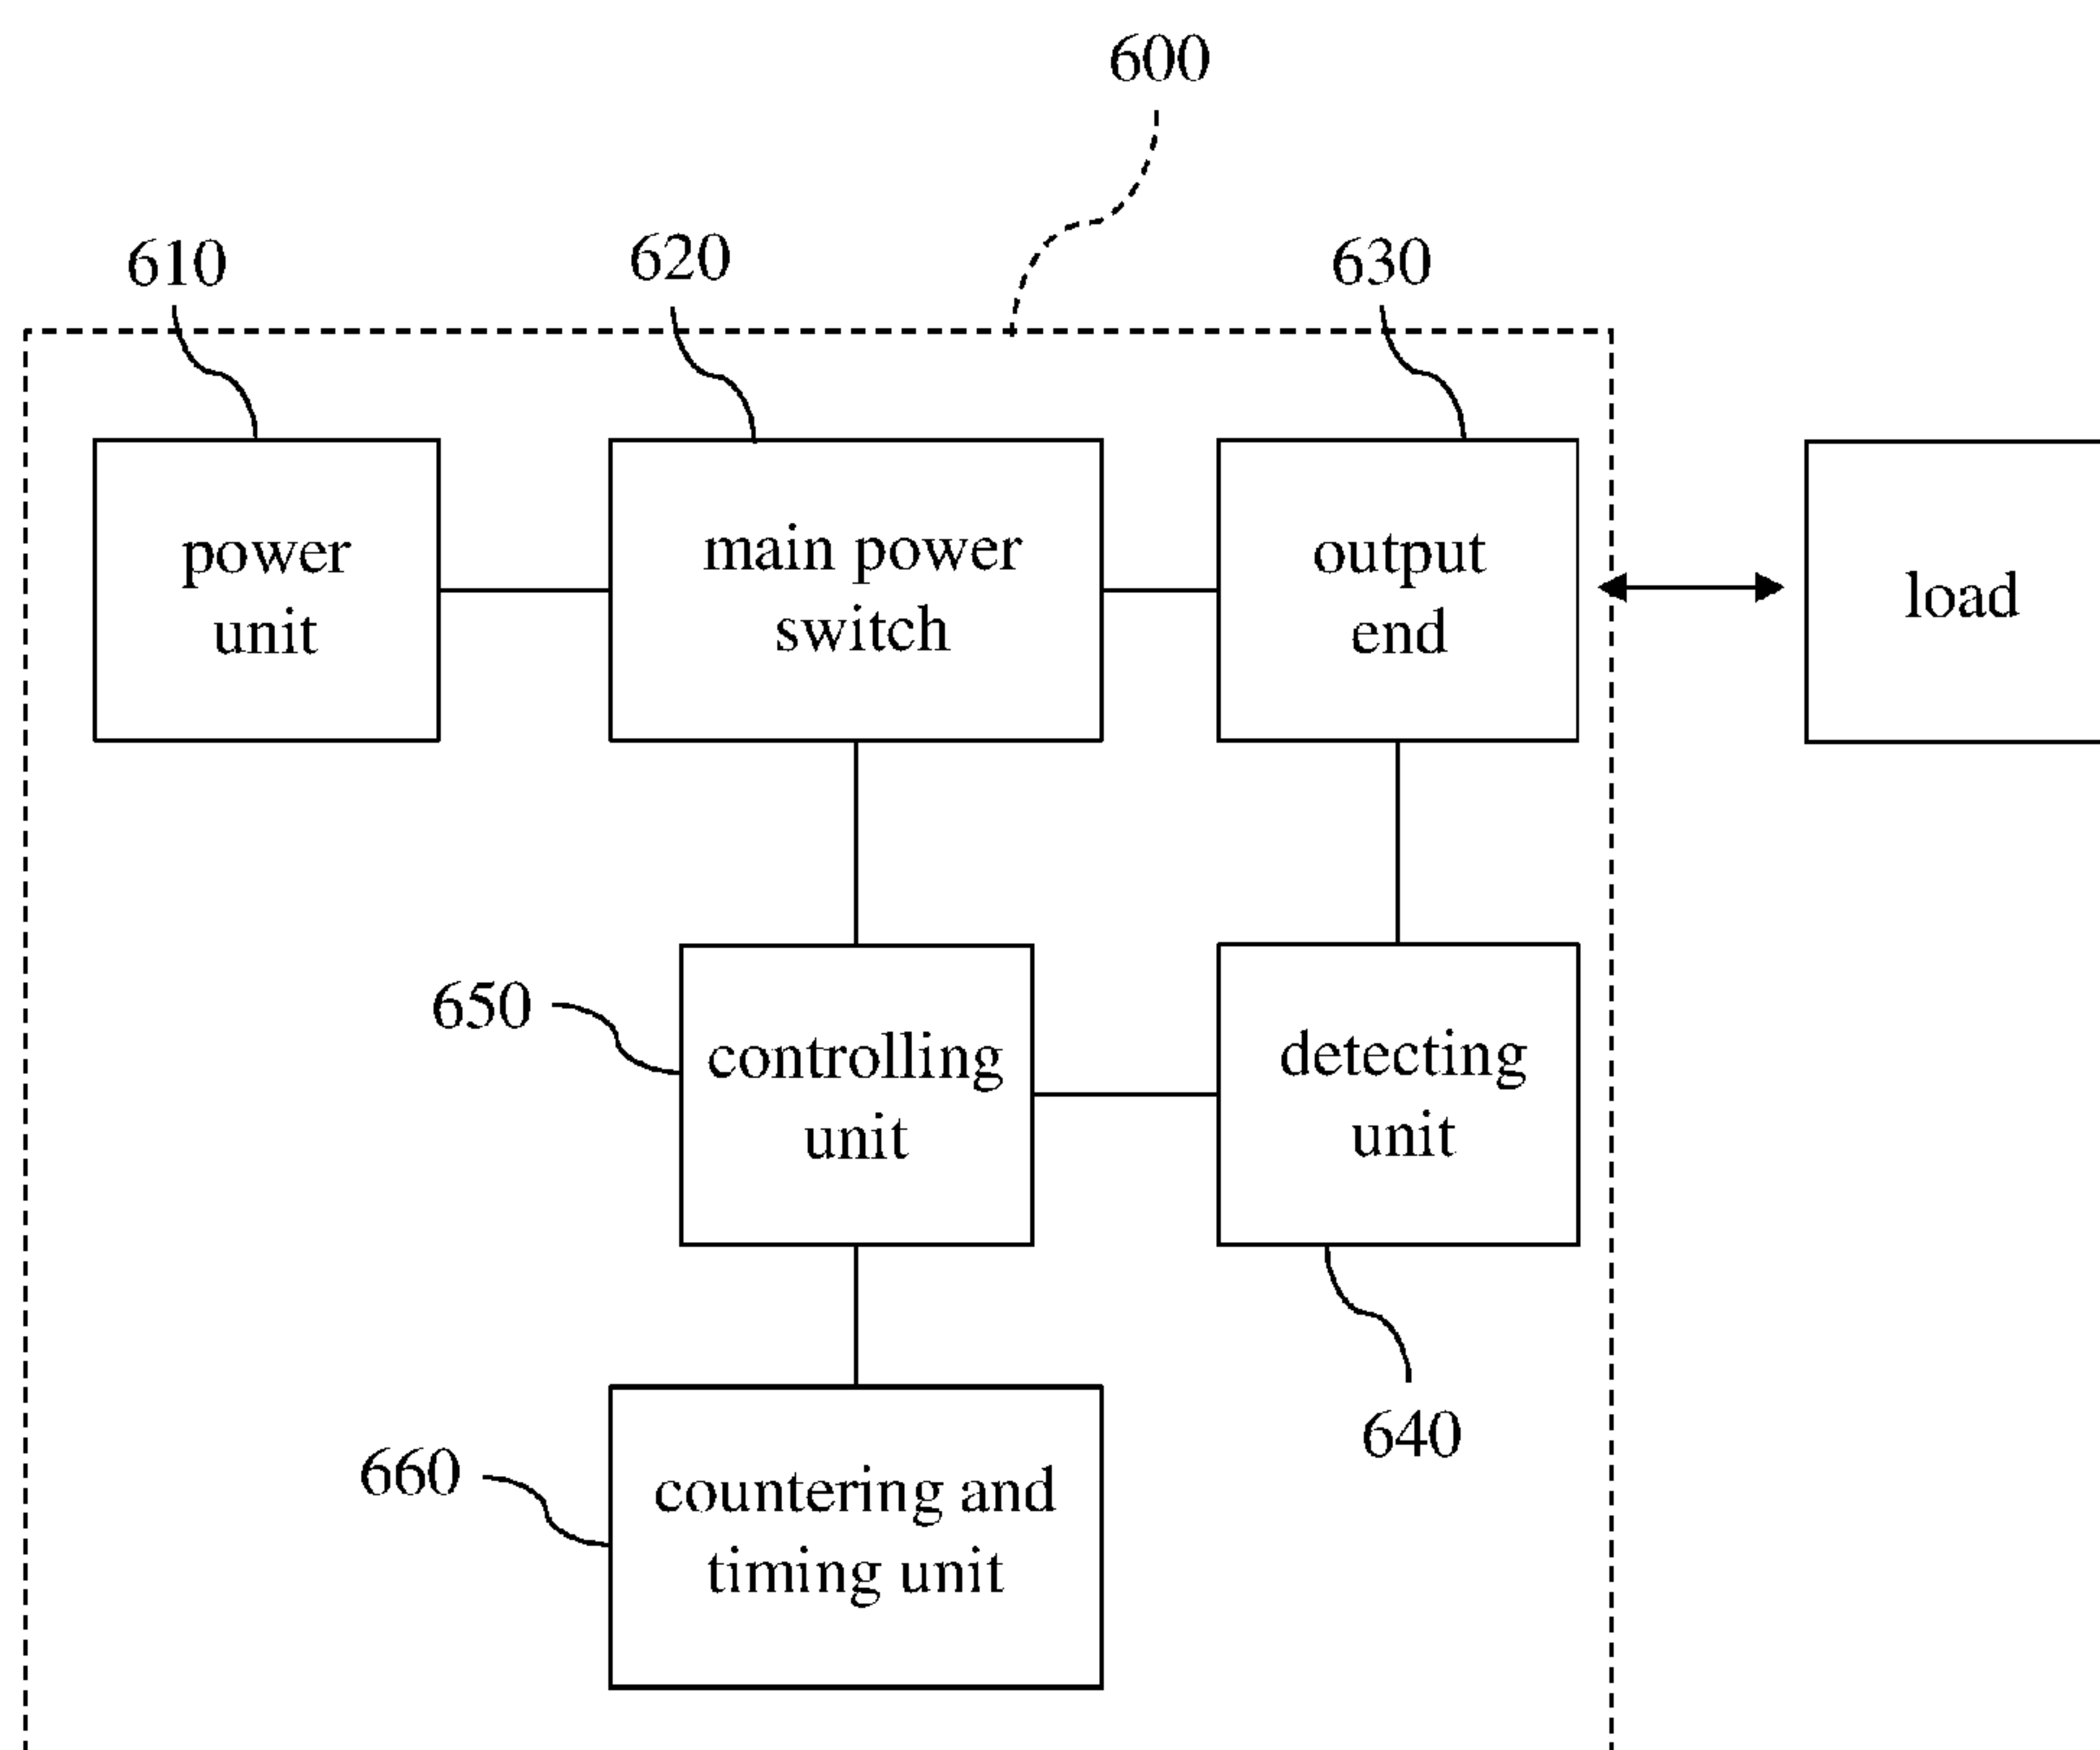 600
610
620
630
power
unit
main power
switch
output
end
load
650
controlling
unit
detecting
unit
640
660
countering and
timing unit